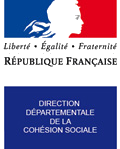 Liberté • Égalité • Fraternité
RÉPUBLIQUE FRANÇAISE
DIRECTION
DÉPARTEMENTALE
DE LA
COHÉSION SOCIALE